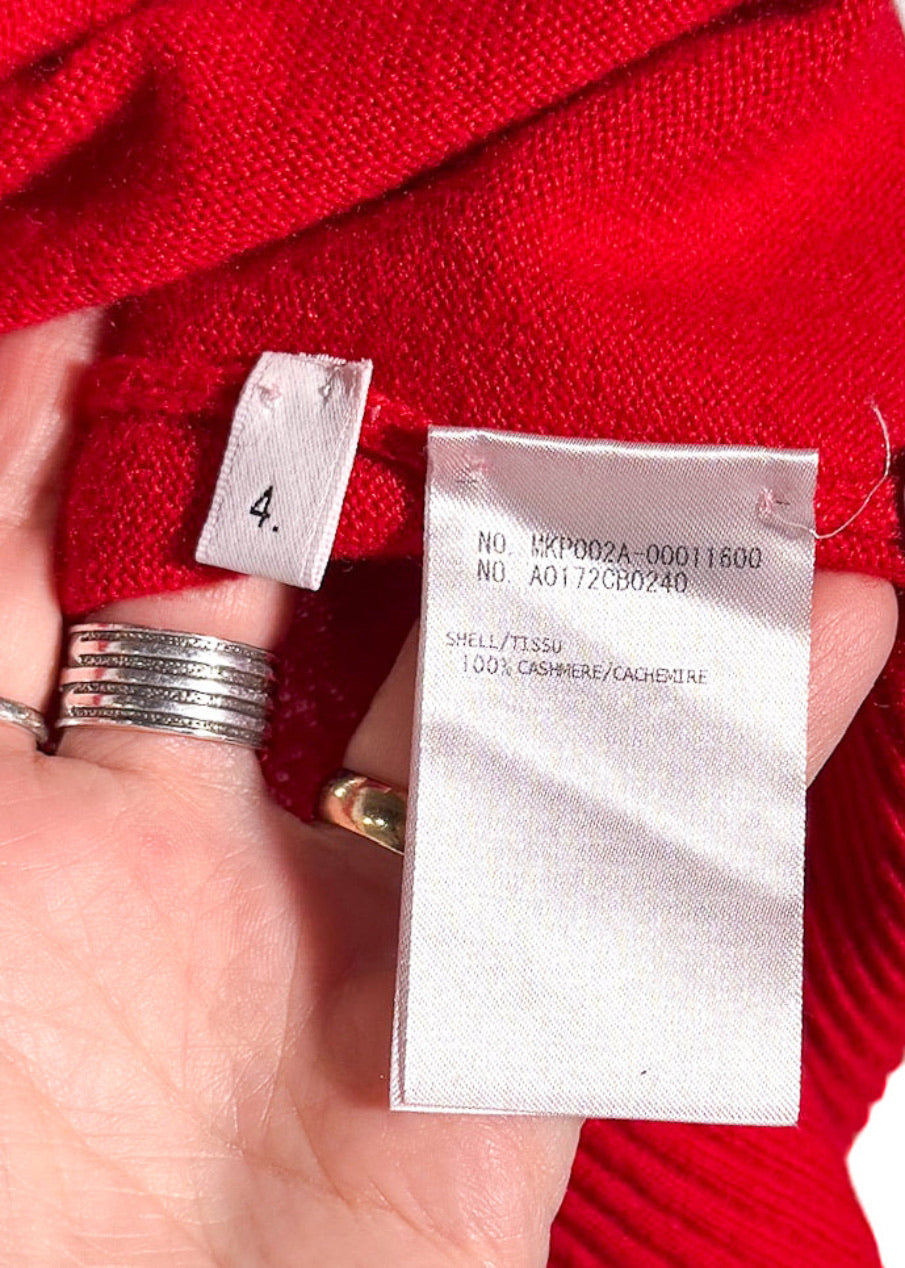 4.
NO. MKP002A-00011600
NO. A0172CB0240
SHELL/TISSU
100% CASHMERE/CACHEMIRE